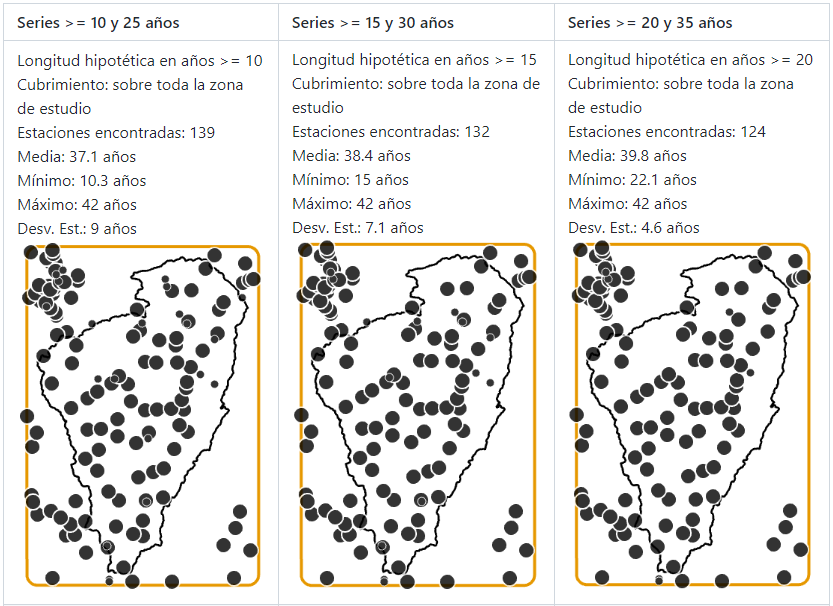 Series >= 10 y 25 años
Longitud hipotética en años >= 10
Cubrimiento: sobre toda la zona
de estudio
Estaciones encontradas: 139
Media: 37.1 años
Mínimo: 10.3 años
Máximo: 42 años
Desv. Est.: 9 años
Series >= 15 y 30 años
Longitud hipotética en años >= 15
Cubrimiento: sobre toda la zona de
estudio
Estaciones encontradas: 132
Media: 38.4 años
Mínimo: 15 años
Máximo: 42 años
Desv. Est.: 7.1 años
Series >= 20 y 35 años
Longitud hipotética en años >= 20
Cubrimiento: sobre toda la zona
de estudio
Estaciones encontradas: 124
Media: 39.8 años
Mínimo: 22.1 años
Máximo: 42 años
Desv. Est.: 4.6 años